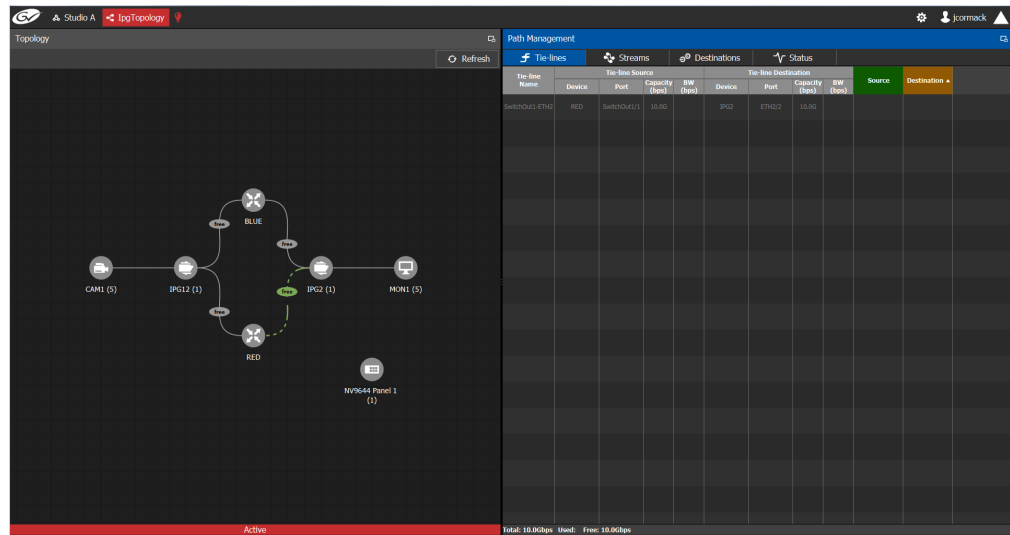 GV Studio A IpgTopology jcormack
Topology
Refresh
free
BLUE
free
CAM1 (5) IPG12 (1) free IPG2 (1) MON1 (5)
free
RED
NV9644 Panel 1
(1)
Active
Path Management
Tie-lines Streams Destinations Status
Tie-line Name Tie-line Source Tie-line Destination Source Destination
Device Port Capacity (bps) BW (bps) Device Port Capacity (bps) BW (bps)
SwitchOut1-ETH2 RED SwitchOut1/1 10.0G IPG2 ETH2/2 10.0G
Total: 10.0Gbps Used: Free: 10.0Gbps